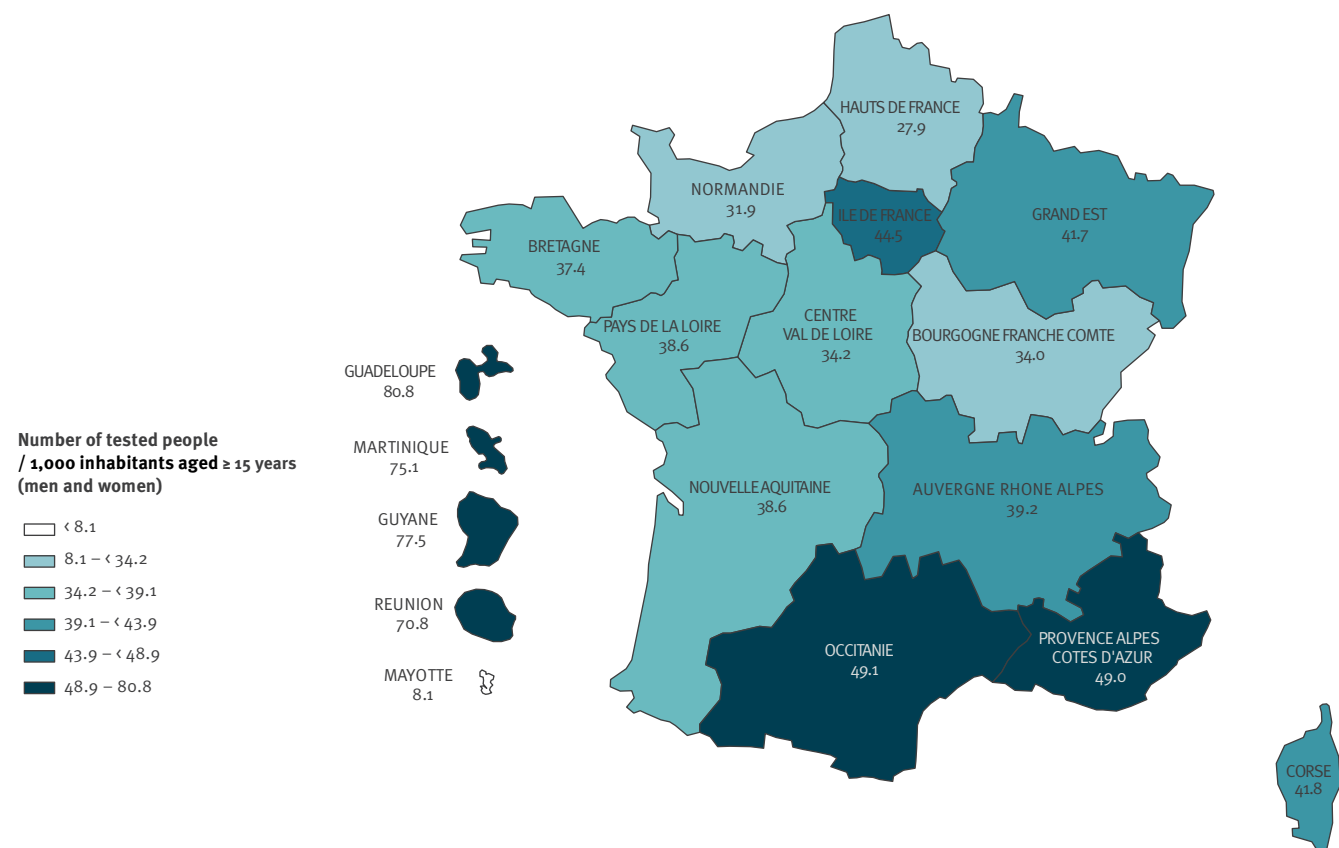 HAUTS DE FRANCE
27.9
NORMANDIE
31.9
ILE DE FRANCE
44.5
GRAND EST
41.7
BRETAGNE
37.4
PAYS DE LA LOIRE
38.6
CENTRE
VAL DE LOIRE
34.2
BOURGOGNE FRANCHE COMTE
34.0
GUADELOUPE
80.8
MARTINIQUE
75.1
GUYANE
77.5
REUNION
70.8
MAYOTTE
8.1
Number of tested people
/ 1,000 inhabitants aged ≥ 15 years
(men and women)
< 8.1
8.1 – < 34.2
34.2 – < 39.1
39.1 – < 43.9
43.9 – < 48.9
48.9 – 80.8
NOUVELLE AQUITAINE
38.6
AUVERGNE RHONE ALPES
39.2
OCCITANIE
49.1
PROVENCE ALPES
COTES D'AZUR
49.0
CORSE
41.8